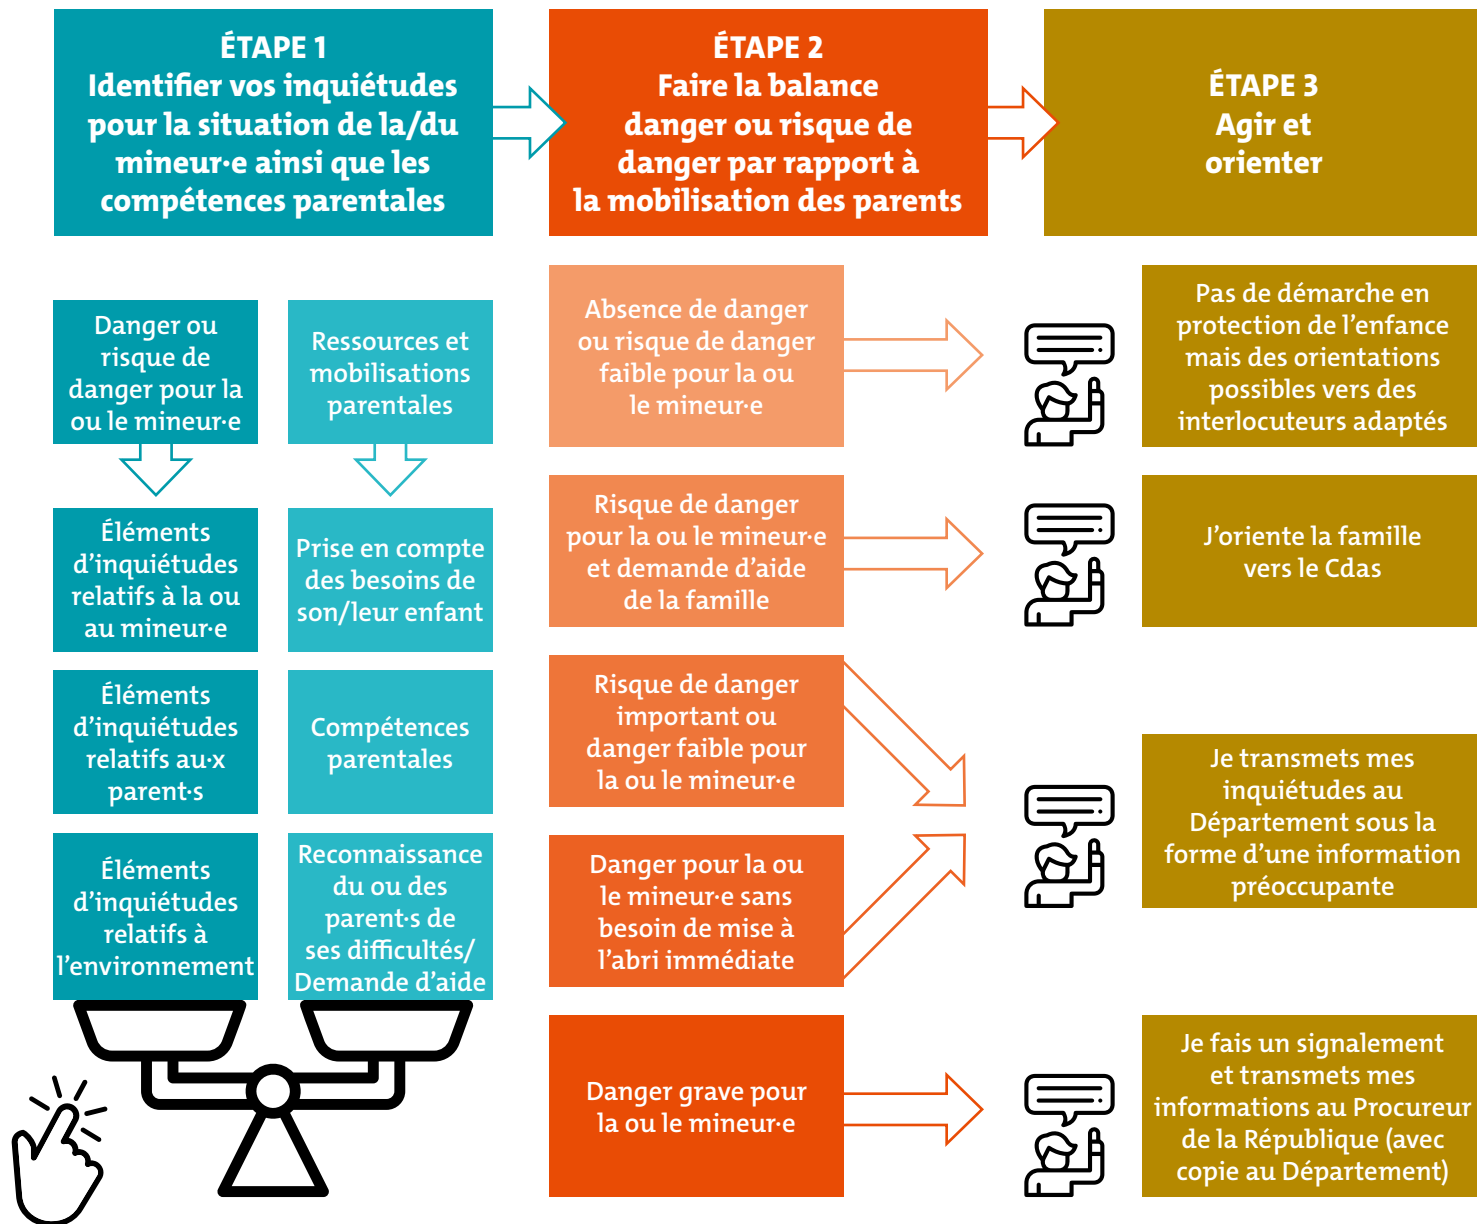 ÉTAPE 1
Identifier vos inquiétudes
pour la situation de la/du
mineur·e ainsi que les
compétences parentales
ÉTAPE 2
Faire la balance
danger ou risque de
danger par rapport à
la mobilisation des parents
ÉTAPE 3
Agir et
orienter
Danger ou
risque de
danger pour la
ou le mineur·e
Ressources et
mobilisations
parentales
Éléments
d'inquiétudes
relatifs à la ou
au mineur·e
Prise en compte
des besoins de
son/leur enfant
Éléments
d'inquiétudes
relatifs au·x
parent·s
Compétences
parentales
Éléments
d'inquiétudes
relatifs à
l'environnement
Reconnaissance
du ou des
parent·s de
ses difficultés/
Demande d'aide
Absence de danger
ou risque de danger
faible pour la ou
le mineur·e
Pas de démarche en
protection de l'enfance
mais des orientations
possibles vers des
interlocuteurs adaptés
Risque de danger
pour la ou le mineur·e
et demande d'aide
de la famille
J'oriente la famille
vers le Cdas
Risque de danger
important ou
danger faible pour
la ou le mineur·e
Danger pour la ou
le mineur·e sans
besoin de mise à
l'abri immédiate
Je transmets mes
inquiétudes au
Département sous la
forme d'une information
préoccupante
Danger grave pour
la ou le mineur·e
Je fais un signalement
et transmets mes
informations au Procureur
de la République (avec
copie au Département)